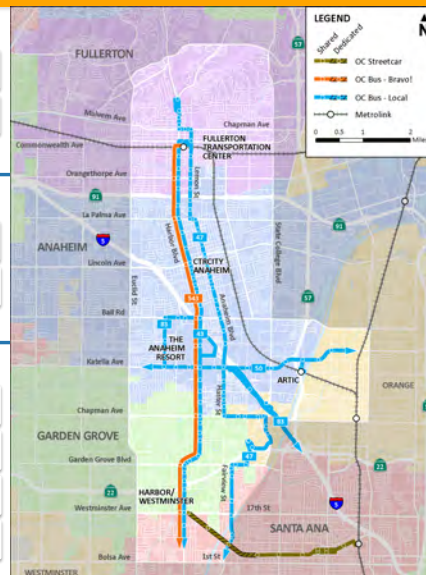 LEGEND
N
Shared
Dedicated
OC Streetcar
OC Bus - Bravo!
OC Bus - Local
Metrolink
0 0.5 1 2
Miles
57
FULLERTON
Malvern Ave
Chapman Ave
Commonwealth Ave
FULLERTON
TRANSPORTATION
CENTER
Orangethorpe Ave
Lemon St
91
91
La Palma Ave
Harbor Blvd
47
State College Blvd
ANAHEIM
5
CTRCITY
ANAHEIM
Lincoln Ave
Euclid St
Anaheim Blvd
57
543
Ball Rd
83
43
THE
ANAHEIM
RESORT
Katella Ave
50
ARTIC
Haster St
ORANGE
Chapman Ave
83
GARDEN GROVE
47
Garden Grove Blvd
22
Fairview St
HARBOR/
WESTMINSTER
22
Westminster Ave
17th St
5
SANTA ANA
Bolsa Ave
1st St
WESTMINSTER